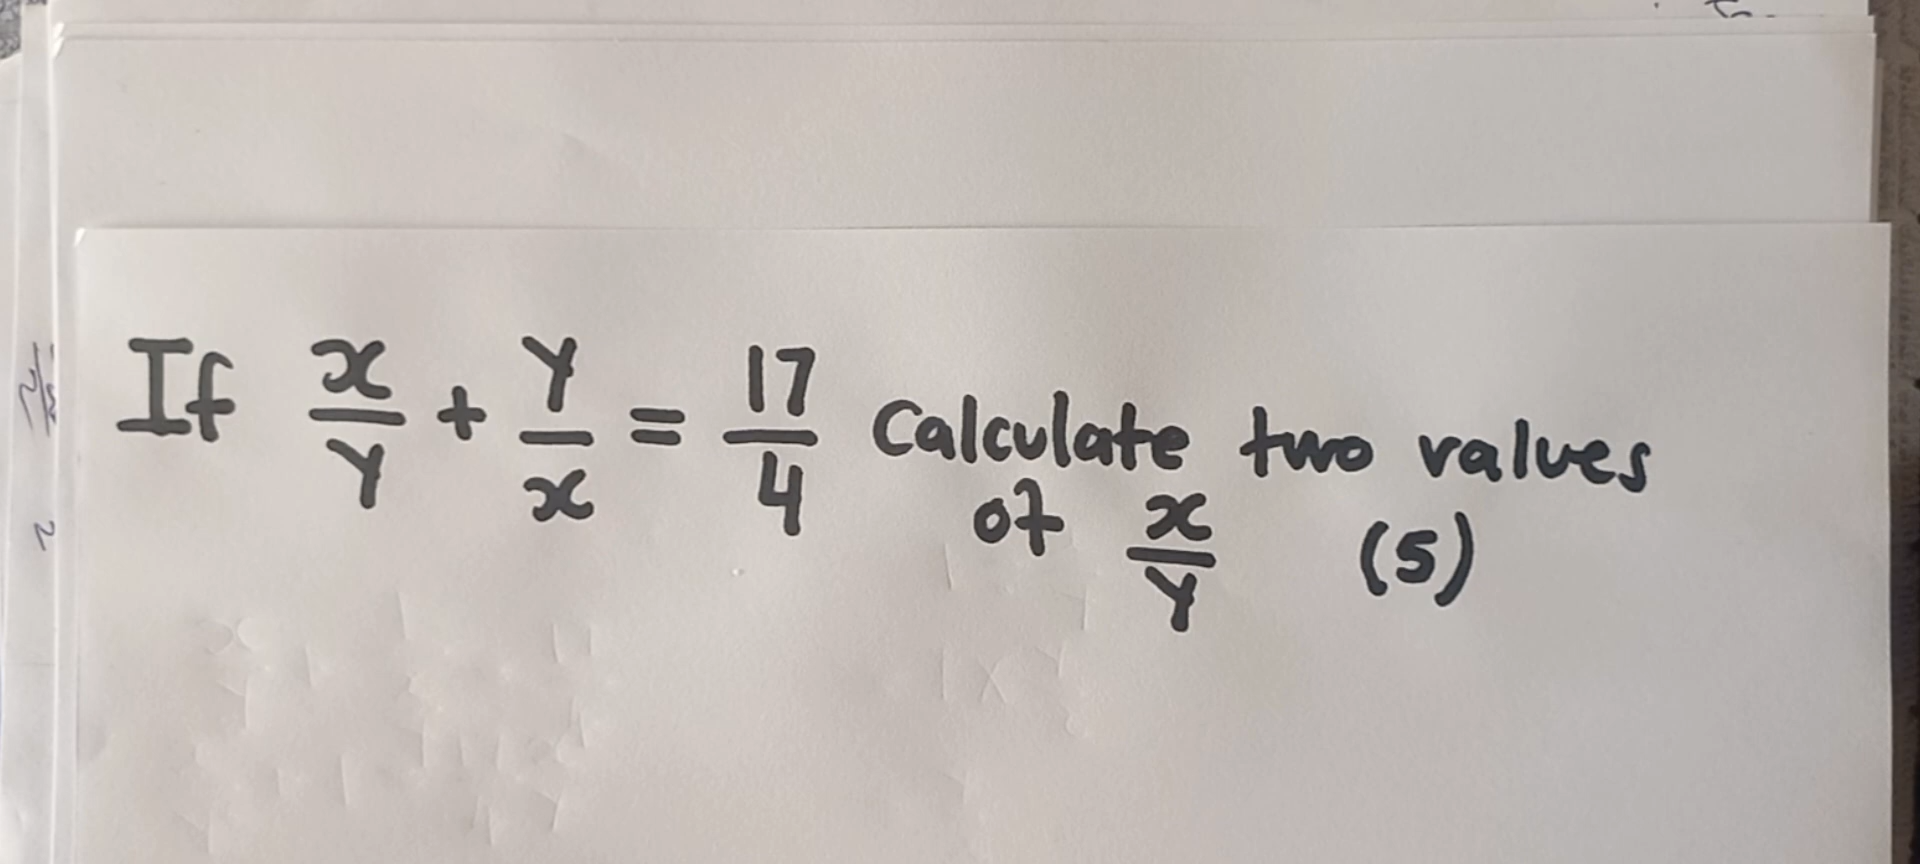 If x/y + y/x = 17/4 Calculate two values
of x/y (5)